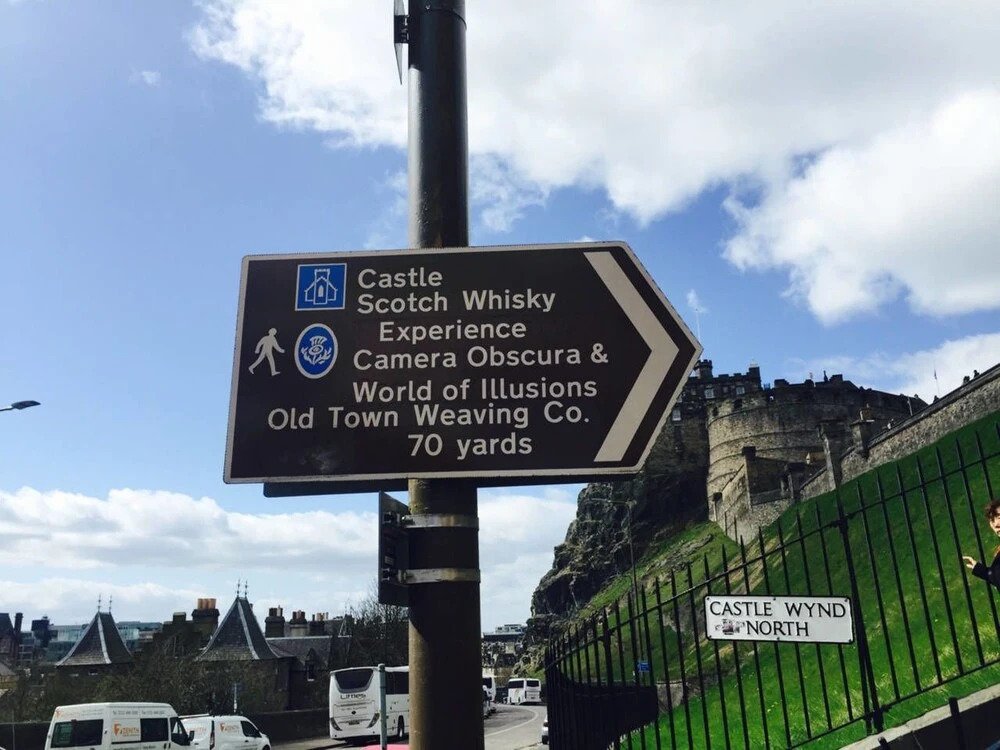 Castle
Scotch Whisky
Experience
Camera Obscura &
World of Illusions
Old Town Weaving Co.
70 yards
CASTLE WYND
NORTH